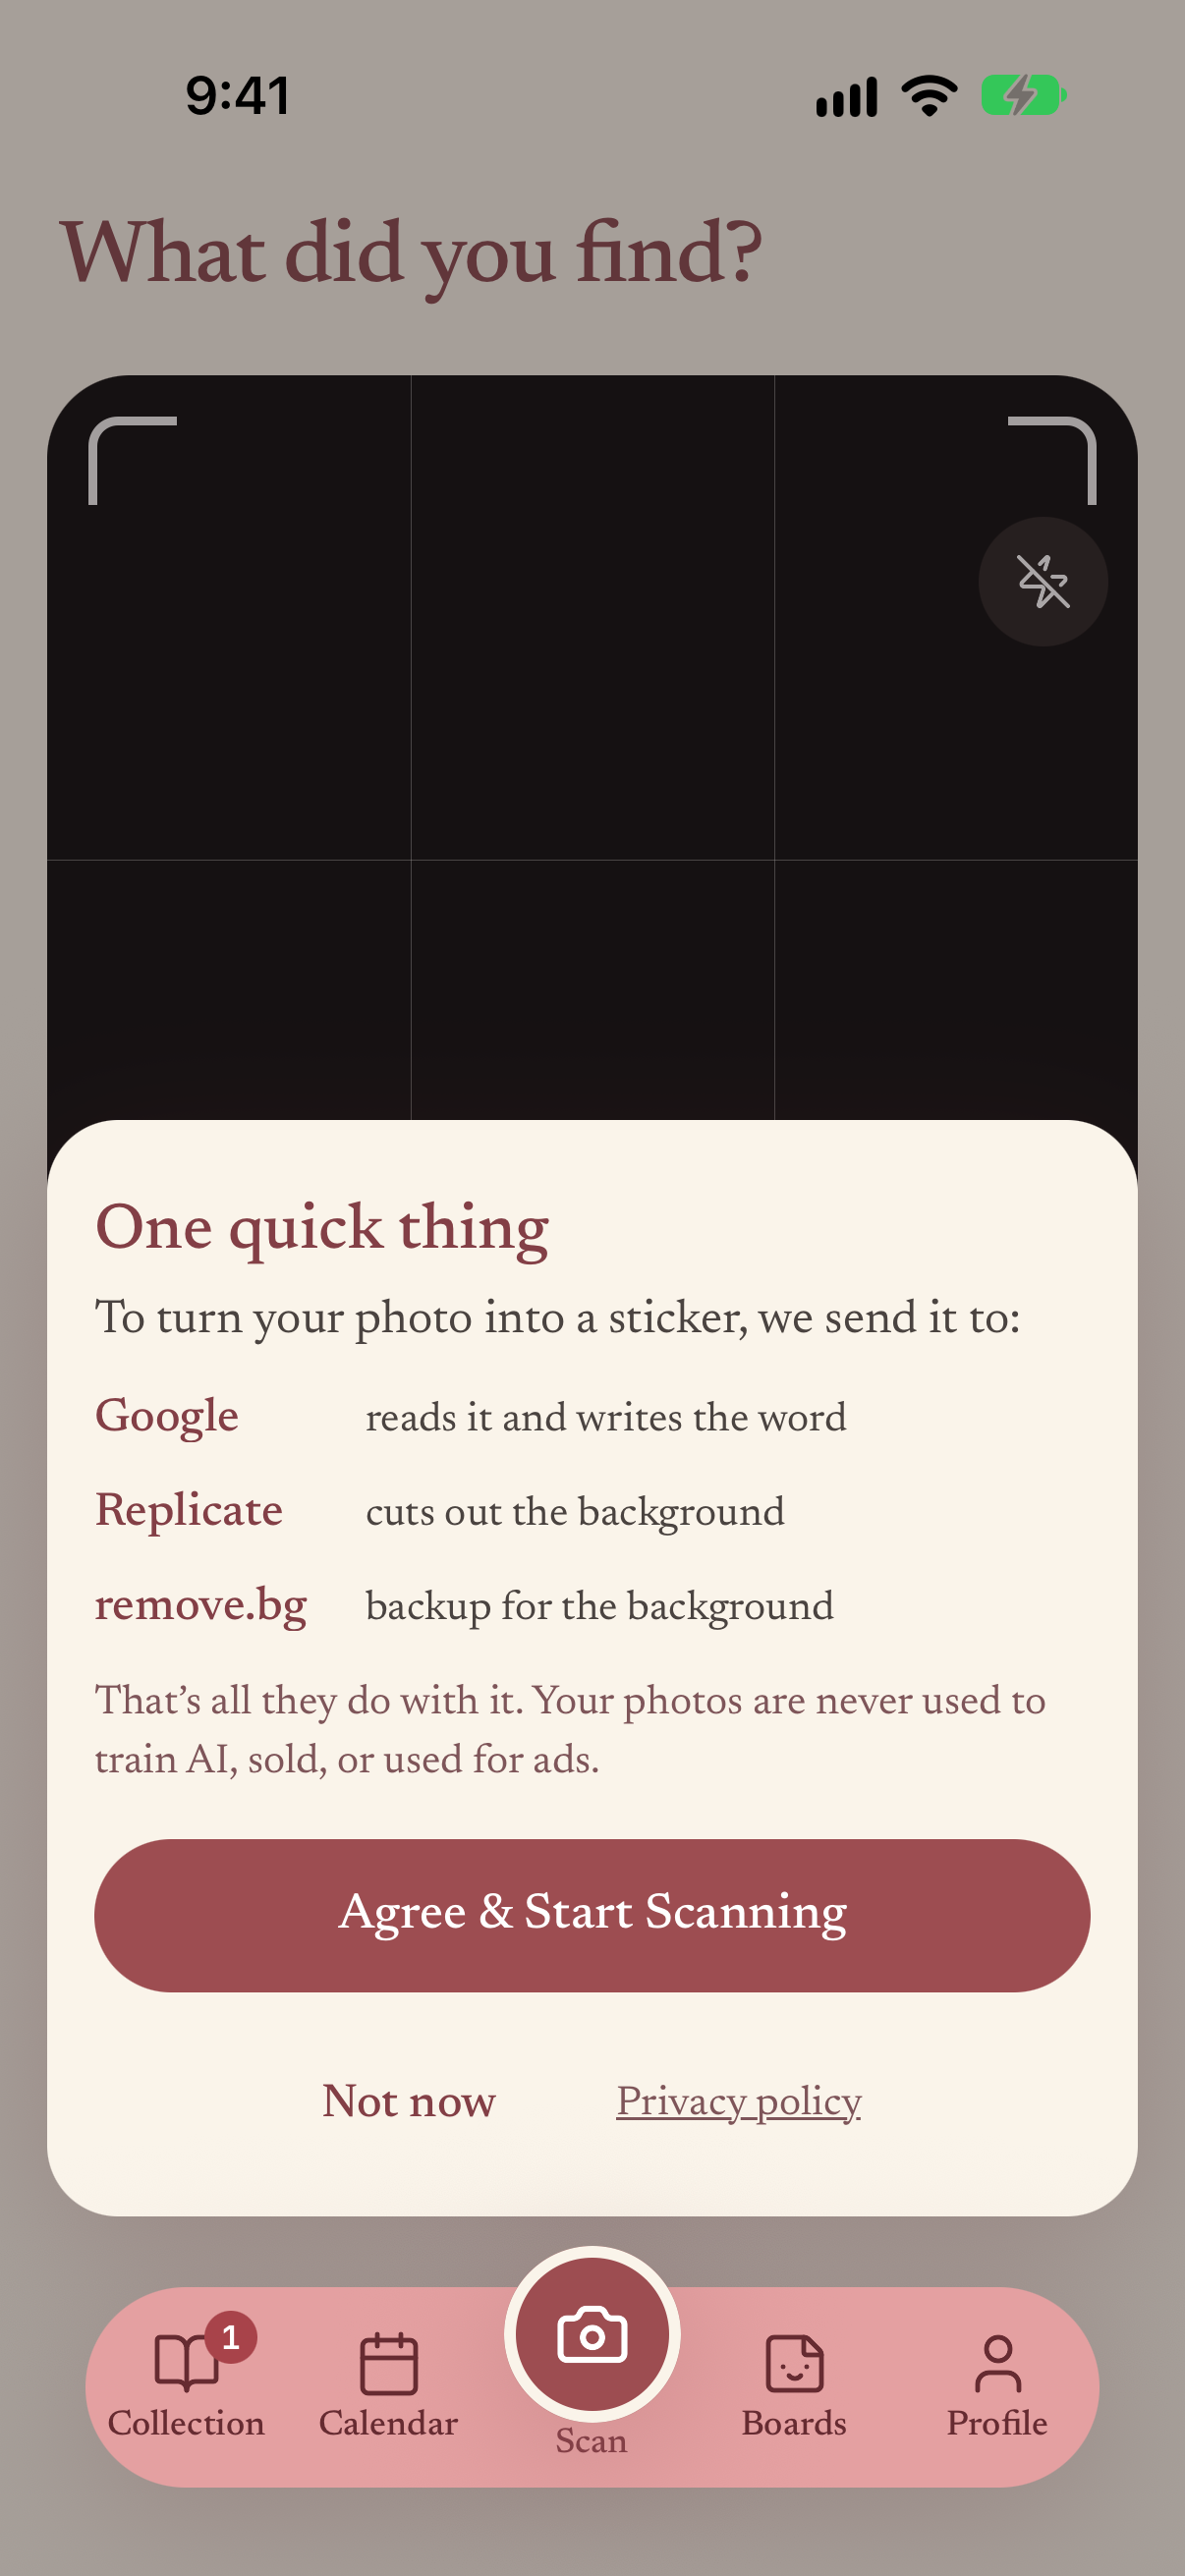 9:41
What did you find?
One quick thing
To turn your photo into a sticker, we send it to:
Google reads it and writes the word
Replicate cuts out the background
remove.bg backup for the background
That’s all they do with it. Your photos are never used to
train AI, sold, or used for ads.
Agree & Start Scanning
Not now Privacy policy
1
Collection Calendar Scan Boards Profile